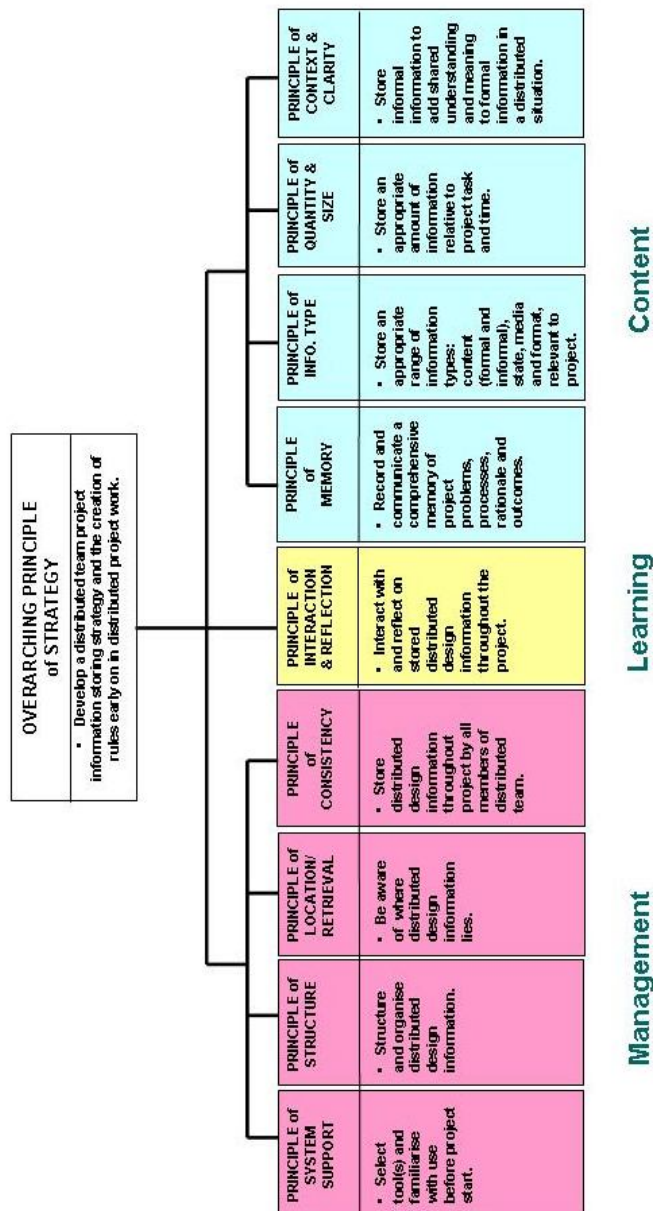 OVERARCHING PRINCIPLE
of STRATEGY
▪ Develop a distributed team project
information storing strategy and the creation of
rules early on in distributed project work.
PRINCIPLE of
SYSTEM
SUPPORT
▪ Select
tool(s) and
familiarise
with use
before project
start.
PRINCIPLE of
STRUCTURE
▪ Structure
and organise
distributed
design
information.
PRINCIPLE of
LOCATION/
RETRIEVAL
▪ Be aware
of where
distributed
design
information
lies.
PRINCIPLE
of
CONSISTENCY
▪ Store
distributed
design
information
throughout
project by all
members of
distributed
team.
PRINCIPLE of
INTERACTION
& REFLECTION
▪ Interact with
and reflect on
stored
distributed
design
information
throughout the
project.
PRINCIPLE
of
MEMORY
▪ Record and
communicate a
comprehensive
memory of
project
problems,
processes,
rationale and
outcomes.
PRINCIPLE of
INFO. TYPE
▪ Store an
appropriate
range of
information
types:
content
(formal and
informal),
state, media
and format,
relevant to
project.
PRINCIPLE of
QUANTITY &
SIZE
▪ Store an
appropriate
amount of
information
relative to
project task
and time.
PRINCIPLE of
CONTEXT &
CLARITY
▪ Store
informal
information to
add shared
understanding
and meaning
to formal
information in
a distributed
situation.
Management
Learning
Content